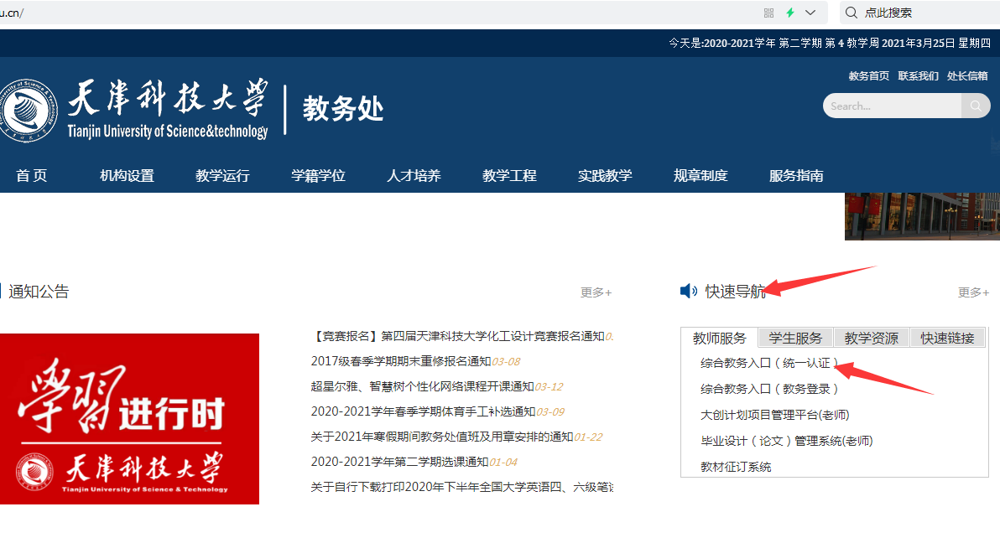 u.cn/
点此搜索
今天是:2020-2021学年 第二学期 第 4 教学周 2021年3月25日 星期四
教务首页 联系我们 处长信箱
天津科技大学
Tianjin University of Science&technology
教务处
Search...
首 页 机构设置 教学运行 学籍学位 人才培养 教学工程 实践教学 规章制度 服务指南
通知公告
更多+
学習进行时
天津科技大学
Tianjin University of Science & Technology
【竞赛报名】第四届天津科技大学化工设计竞赛报名通知0.
2017级春季学期期末重修报名通知03-08
超星尔雅、智慧树个性化网络课程开课通知03-12
2020-2021学年春季学期体育手工补选通知03-09
关于2021年寒假期间教务处值班及用章安排的通知01-22
2020-2021学年第二学期选课通知01-04
关于自行下载打印2020年下半年全国大学英语四、六级笔
快速导航
更多+
教师服务 学生服务 教学资源 快速链接
综合教务入口（统一认证）
综合教务入口（教务登录）
大创计划项目管理平台(老师)
毕业设计（论文）管理系统(老师)
教材征订系统